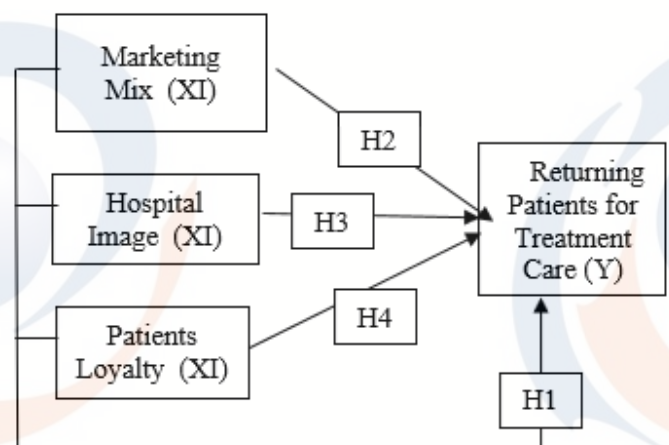 Marketing
Mix (XI)
H2
Hospital
Image (XI)
H3
Returning
Patients for
Treatment
Care (Y)
Patients
Loyalty (XI)
H4
H1